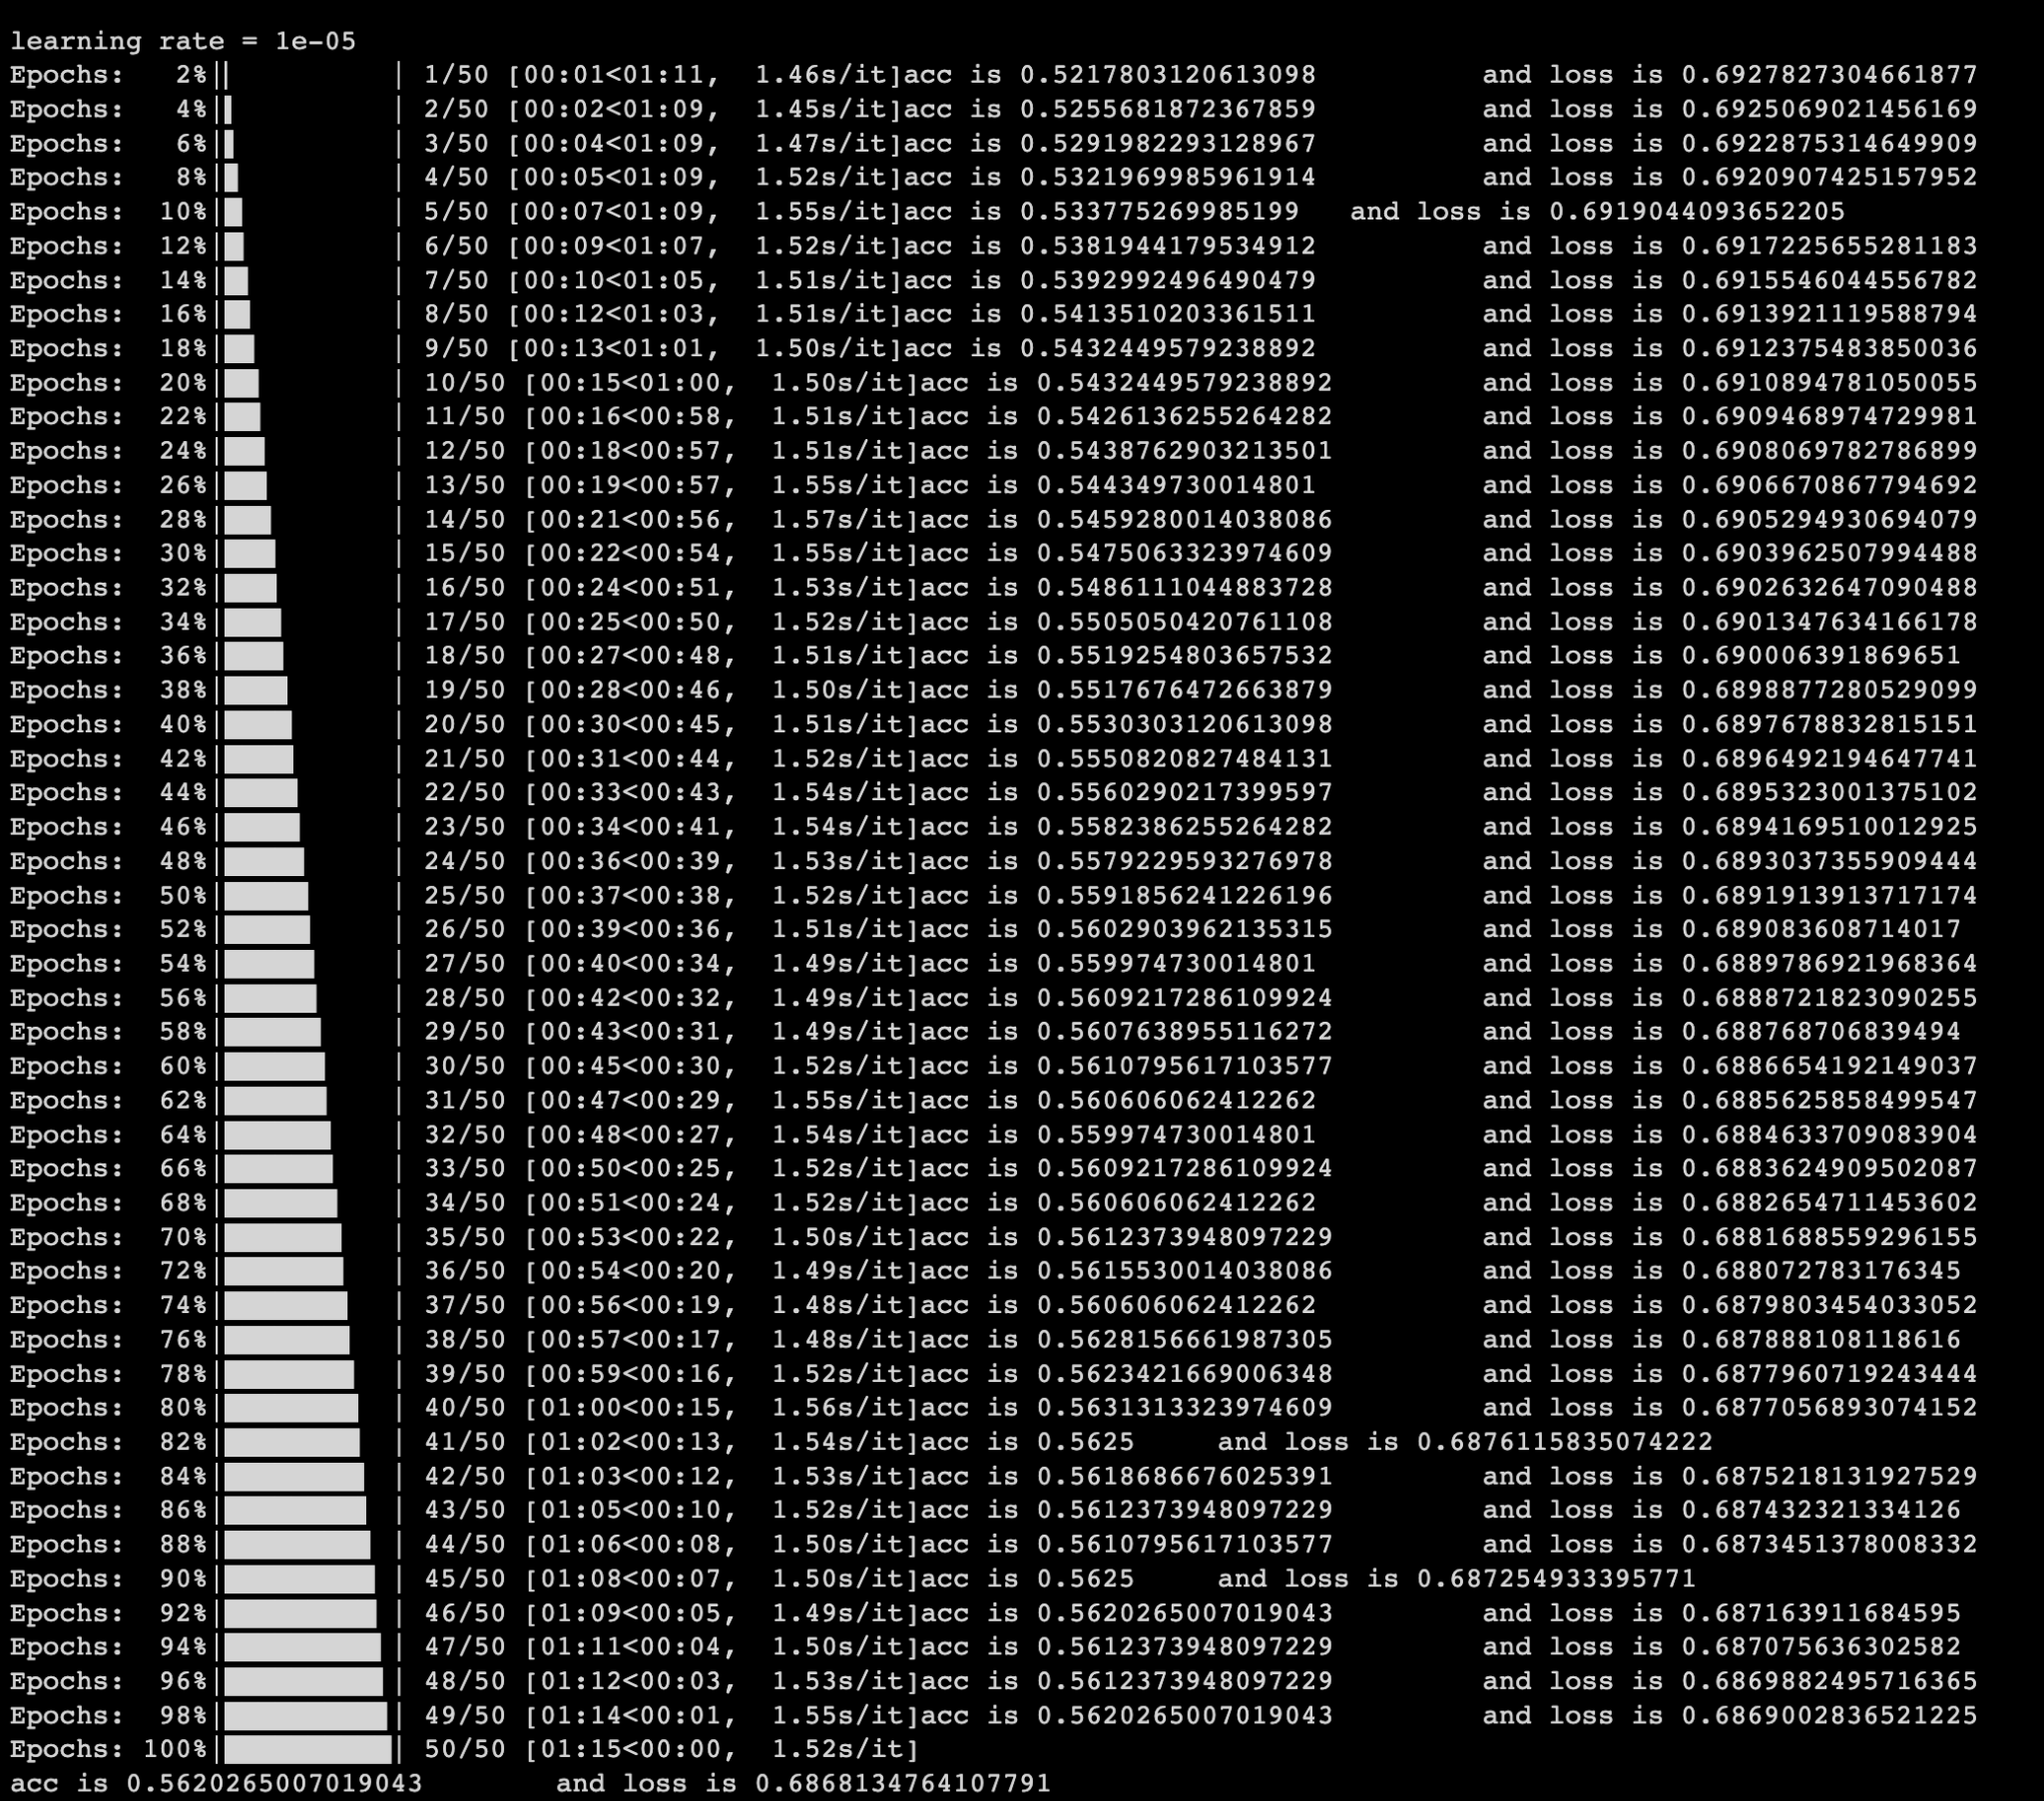 learning rate = 1e-05
Epochs:   2%|| | 1/50 [00:01<01:11,  1.46s/it]acc is 0.5217803120613098 and loss is 0.6927827304661877
Epochs:   4%| | 2/50 [00:02<01:09,  1.45s/it]acc is 0.5255681872367859 and loss is 0.6925069021456169
Epochs:   6%| | 3/50 [00:04<01:09,  1.47s/it]acc is 0.5291982293128967 and loss is 0.6922875314649909
Epochs:   8%| | 4/50 [00:05<01:09,  1.52s/it]acc is 0.5321969985961914 and loss is 0.6920907425157952
Epochs:  10%| | 5/50 [00:07<01:09,  1.55s/it]acc is 0.533775269985199 and loss is 0.6919044093652205
Epochs:  12%| | 6/50 [00:09<01:07,  1.52s/it]acc is 0.5381944179534912 and loss is 0.6917225655281183
Epochs:  14%| | 7/50 [00:10<01:05,  1.51s/it]acc is 0.5392992496490479 and loss is 0.6915546044556782
Epochs:  16%| | 8/50 [00:12<01:03,  1.51s/it]acc is 0.5413510203361511 and loss is 0.6913921119588794
Epochs:  18%| | 9/50 [00:13<01:01,  1.50s/it]acc is 0.5432449579238892 and loss is 0.6912375483850036
Epochs:  20%| | 10/50 [00:15<01:00,  1.50s/it]acc is 0.5432449579238892 and loss is 0.6910894781050055
Epochs:  22%| | 11/50 [00:16<00:58,  1.51s/it]acc is 0.5426136255264282 and loss is 0.6909468974729981
Epochs:  24%| | 12/50 [00:18<00:57,  1.51s/it]acc is 0.5438762903213501 and loss is 0.6908069782786899
Epochs:  26%| | 13/50 [00:19<00:57,  1.55s/it]acc is 0.544349730014801 and loss is 0.6906670867794692
Epochs:  28%| | 14/50 [00:21<00:56,  1.57s/it]acc is 0.5459280014038086 and loss is 0.6905294930694079
Epochs:  30%| | 15/50 [00:22<00:54,  1.55s/it]acc is 0.5475063323974609 and loss is 0.6903962507994488
Epochs:  32%| | 16/50 [00:24<00:51,  1.53s/it]acc is 0.5486111044883728 and loss is 0.6902632647090488
Epochs:  34%| | 17/50 [00:25<00:50,  1.52s/it]acc is 0.5505050420761108 and loss is 0.6901347634166178
Epochs:  36%| | 18/50 [00:27<00:48,  1.51s/it]acc is 0.5519254803657532 and loss is 0.690006391869651
Epochs:  38%| | 19/50 [00:28<00:46,  1.50s/it]acc is 0.5517676472663879 and loss is 0.6898877280529099
Epochs:  40%| | 20/50 [00:30<00:45,  1.51s/it]acc is 0.5530303120613098 and loss is 0.6897678832815151
Epochs:  42%| | 21/50 [00:31<00:44,  1.52s/it]acc is 0.5550820827484131 and loss is 0.6896492194647741
Epochs:  44%| | 22/50 [00:33<00:43,  1.54s/it]acc is 0.5560290217399597 and loss is 0.6895323001375102
Epochs:  46%| | 23/50 [00:34<00:41,  1.54s/it]acc is 0.5582386255264282 and loss is 0.6894169510012925
Epochs:  48%| | 24/50 [00:36<00:39,  1.53s/it]acc is 0.5579229593276978 and loss is 0.6893037355909444
Epochs:  50%| | 25/50 [00:37<00:38,  1.52s/it]acc is 0.5591856241226196 and loss is 0.6891913913717174
Epochs:  52%| | 26/50 [00:39<00:36,  1.51s/it]acc is 0.5602903962135315 and loss is 0.689083608714017
Epochs:  54%| | 27/50 [00:40<00:34,  1.49s/it]acc is 0.559974730014801 and loss is 0.6889786921968364
Epochs:  56%| | 28/50 [00:42<00:32,  1.49s/it]acc is 0.5609217286109924 and loss is 0.6888721823090255
Epochs:  58%| | 29/50 [00:43<00:31,  1.49s/it]acc is 0.5607638955116272 and loss is 0.688768706839494
Epochs:  60%| | 30/50 [00:45<00:30,  1.52s/it]acc is 0.5610795617103577 and loss is 0.6886654192149037
Epochs:  62%| | 31/50 [00:47<00:29,  1.55s/it]acc is 0.560606062412262 and loss is 0.6885625858499547
Epochs:  64%| | 32/50 [00:48<00:27,  1.54s/it]acc is 0.559974730014801 and loss is 0.6884633709083904
Epochs:  66%| | 33/50 [00:50<00:25,  1.52s/it]acc is 0.5609217286109924 and loss is 0.6883624909502087
Epochs:  68%| | 34/50 [00:51<00:24,  1.52s/it]acc is 0.560606062412262 and loss is 0.6882654711453602
Epochs:  70%| | 35/50 [00:53<00:22,  1.50s/it]acc is 0.5612373948097229 and loss is 0.6881688559296155
Epochs:  72%| | 36/50 [00:54<00:20,  1.49s/it]acc is 0.5615530014038086 and loss is 0.688072783176345
Epochs:  74%| | 37/50 [00:56<00:19,  1.48s/it]acc is 0.560606062412262 and loss is 0.6879803454033052
Epochs:  76%| | 38/50 [00:57<00:17,  1.48s/it]acc is 0.5628156661987305 and loss is 0.687888108118616
Epochs:  78%| | 39/50 [00:59<00:16,  1.52s/it]acc is 0.5623421669006348 and loss is 0.6877960719243444
Epochs:  80%| | 40/50 [01:00<00:15,  1.56s/it]acc is 0.5631313323974609 and loss is 0.6877056893074152
Epochs:  82%| | 41/50 [01:02<00:13,  1.54s/it]acc is 0.5625 and loss is 0.6876115835074222
Epochs:  84%| | 42/50 [01:03<00:12,  1.53s/it]acc is 0.5618686676025391 and loss is 0.6875218131927529
Epochs:  86%| | 43/50 [01:05<00:10,  1.52s/it]acc is 0.5612373948097229 and loss is 0.687432321334126
Epochs:  88%| | 44/50 [01:06<00:08,  1.50s/it]acc is 0.5610795617103577 and loss is 0.6873451378008332
Epochs:  90%| | 45/50 [01:08<00:07,  1.50s/it]acc is 0.5625 and loss is 0.687254933395771
Epochs:  92%| | 46/50 [01:09<00:05,  1.49s/it]acc is 0.5620265007019043 and loss is 0.687163911684595
Epochs:  94%| | 47/50 [01:11<00:04,  1.50s/it]acc is 0.5612373948097229 and loss is 0.687075636302582
Epochs:  96%| | 48/50 [01:12<00:03,  1.53s/it]acc is 0.5612373948097229 and loss is 0.6869882495716365
Epochs:  98%| | 49/50 [01:14<00:01,  1.55s/it]acc is 0.5620265007019043 and loss is 0.6869002836521225
Epochs: 100%| | 50/50 [01:15<00:00,  1.52s/it]
acc is 0.5620265007019043 and loss is 0.6868134764107791